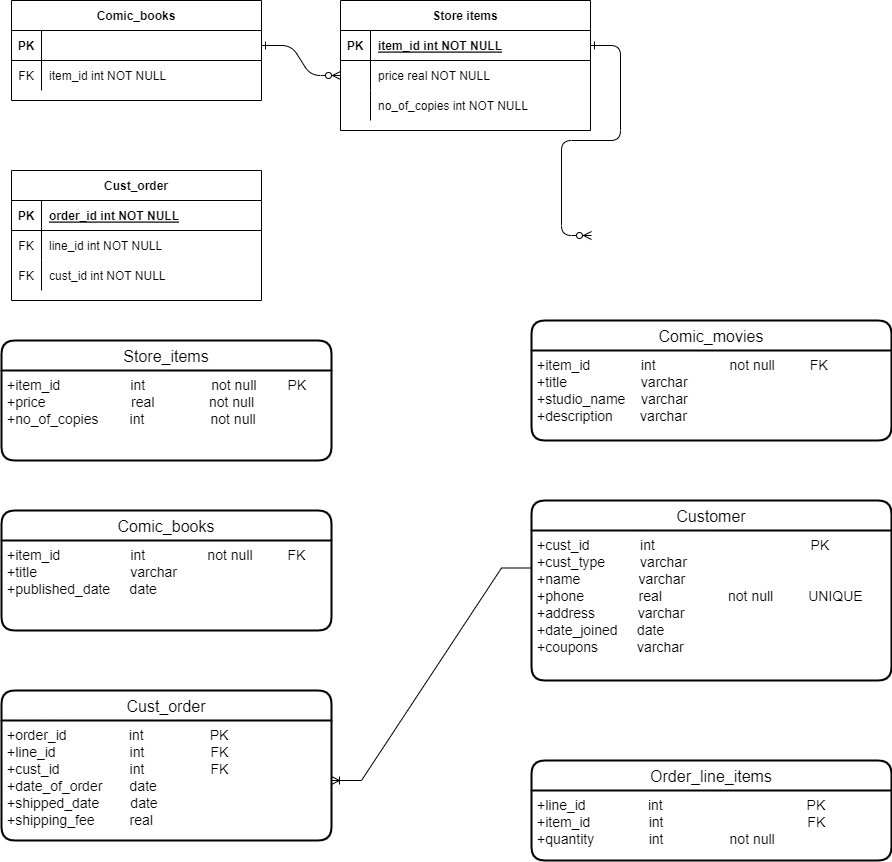 Comic_books
PK
FK item_id int NOT NULL
Store items
PK item_id int NOT NULL
price real NOT NULL
no_of_copies int NOT NULL
Cust_order
PK order_id int NOT NULL
FK line_id int NOT NULL
FK cust_id int NOT NULL
Store_items
+item_id int not null PK
+price real not null
+no_of_copies int not null
Comic_movies
+item_id int not null FK
+title varchar
+studio_name varchar
+description varchar
Comic_books
+item_id int not null FK
+title varchar
+published_date date
Customer
+cust_id int PK
+cust_type varchar
+name varchar
+phone real not null UNIQUE
+address varchar
+date_joined date
+coupons varchar
Cust_order
+order_id int PK
+line_id int FK
+cust_id int FK
+date_of_order date
+shipped_date date
+shipping_fee real
Order_line_items
+line_id int PK
+item_id int FK
+quantity int not null